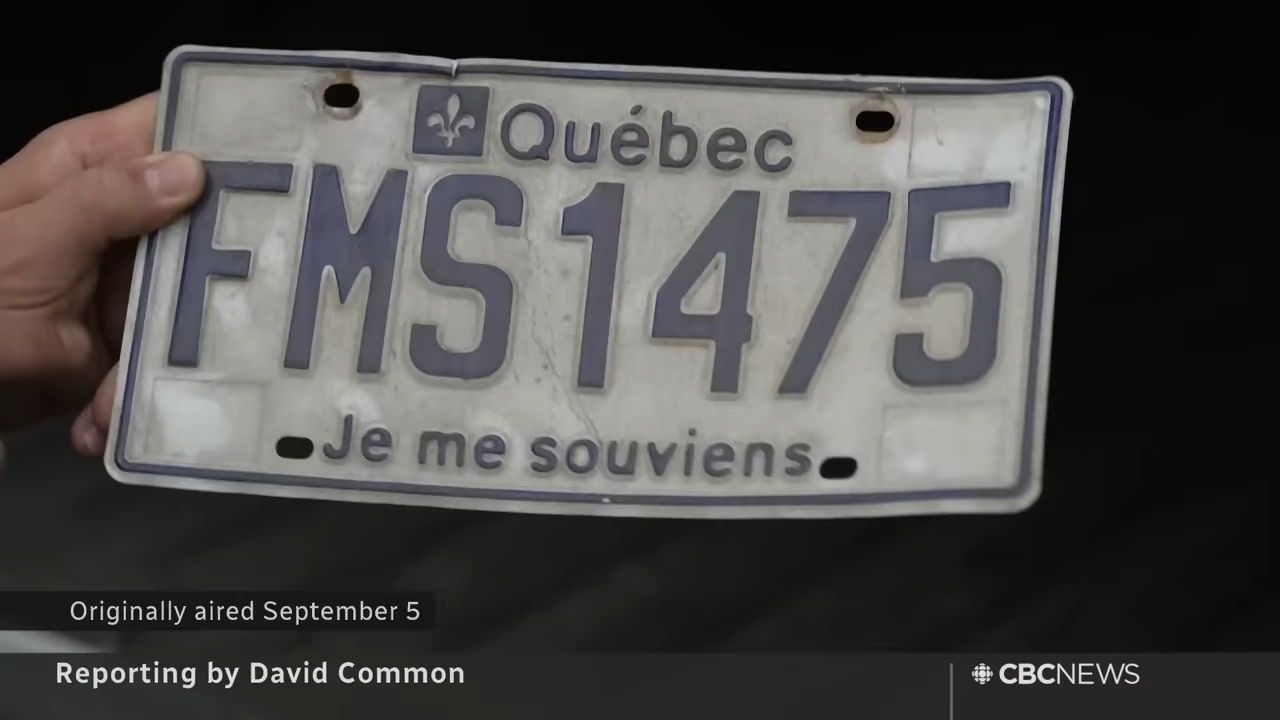 Québec
FMS1475
Je me souviens
Originally aired September 5
Reporting by David Common
CBCNEWS